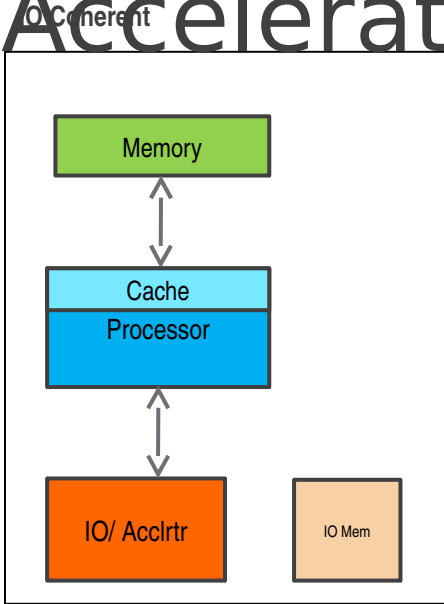 Accelerat
IO Coherent
Memory
Cache
Processor
IO/ Acclrtr
IO Mem